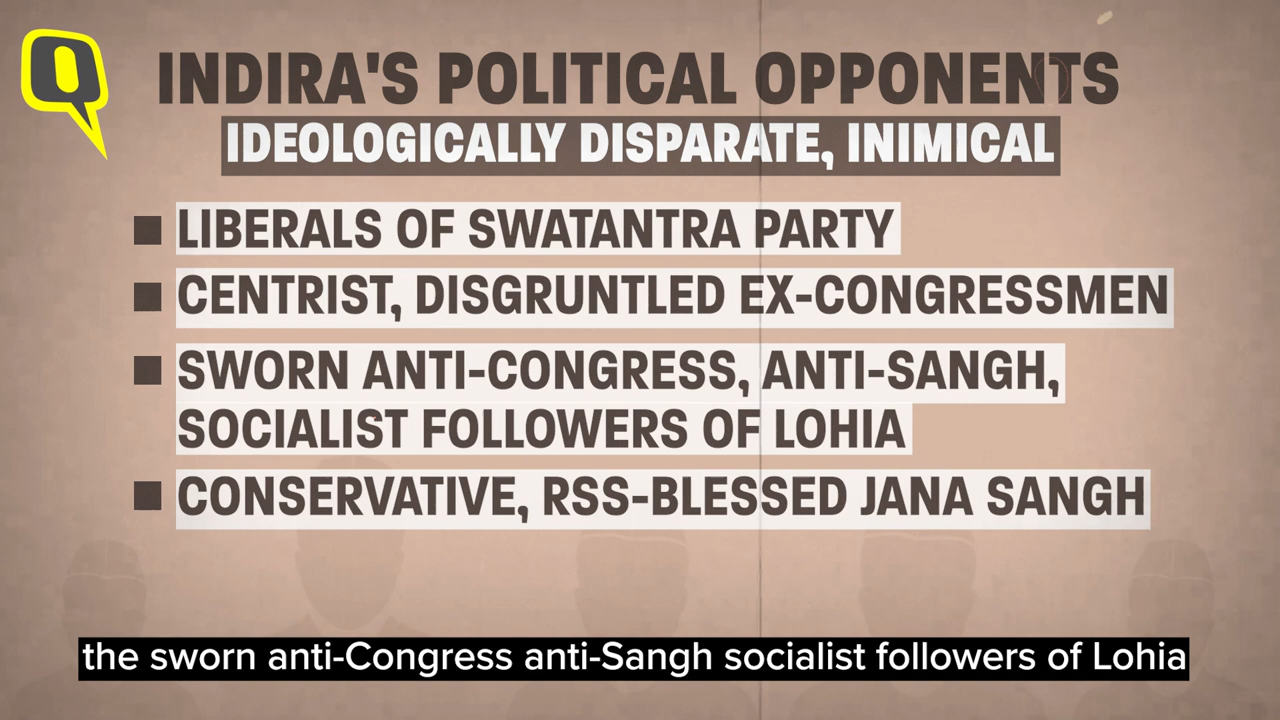 INDIRA'S POLITICAL OPPONENTS
IDEOLOGICALLY DISPARATE, INIMICAL
LIBERALS OF SWATANTRA PARTY
CENTRIST, DISGRUNTLED EX-CONGRESSMEN
SWORN ANTI-CONGRESS, ANTI-SANGH,
SOCIALIST FOLLOWERS OF LOHIA
CONSERVATIVE, RSS-BLESSED JANA SANGH
the sworn anti-Congress anti-Sangh socialist followers of Lohia